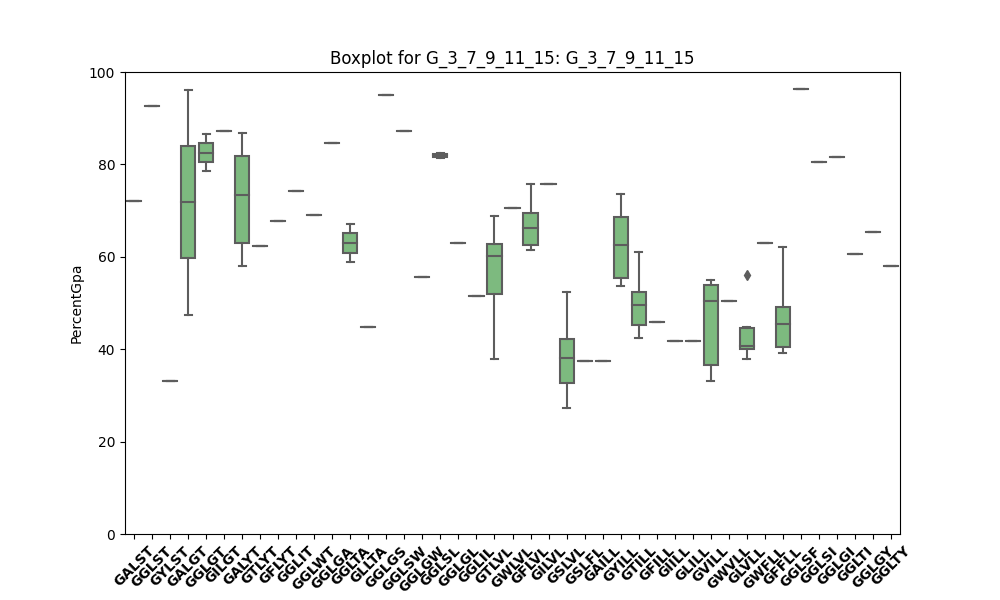 Boxplot for G_3_7_9_11_15: G_3_7_9_11_15
100
80
60
40
20
0
PercentGpa
GALST
GGLST
GYLST
GALGT
GGLGT
GILGT
GALYT
GTLYT
GFLYT
GGLIT
GGLWT
GGLGA
GGLTA
GLLTA
GGLGS
GGLSW
GGLGW
GGLSL
GGLGL
GGLIL
GTLVL
GWLVL
GFLVL
GILVL
GSLVL
GSLFL
GAILL
GYILL
GTILL
GFILL
GIILL
GLILL
GVILL
GWVLL
GLVLL
GWFLL
GFFLL
GGLSF
GGLSI
GGLGI
GGLTI
GGLGY
GGLTY